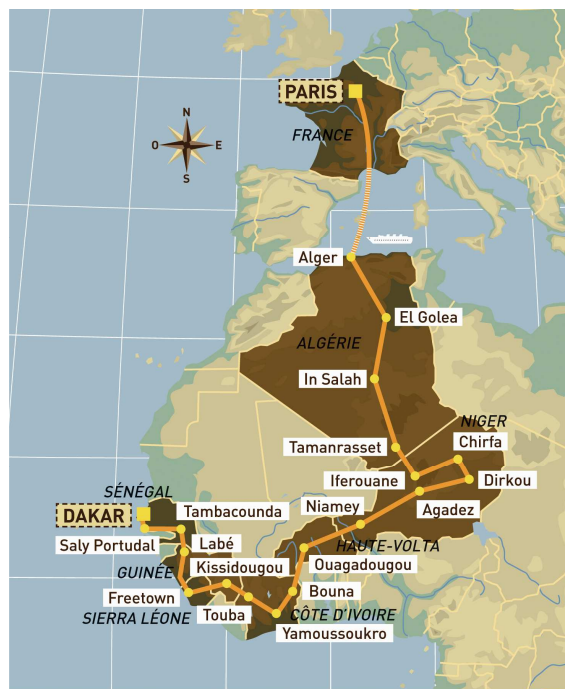 PARIS
N
FRANCE
O
E
S
Alger
El Golea
ALGÉRIE
In Salah
NIGER
Tamanrasset
Chirfa
Iferouane
Dirkou
SÉNÉGAL
Niamey
Agadez
DAKAR
Tambacounda
Saly Portudal
Labé
HAUTE-VOLTA
Kissidougou
Ouagadougou
GUINÉE
Freetown
Bouna
SIERRA LÉONE
Touba
CÔTE D'IVOIRE
Yamoussoukro